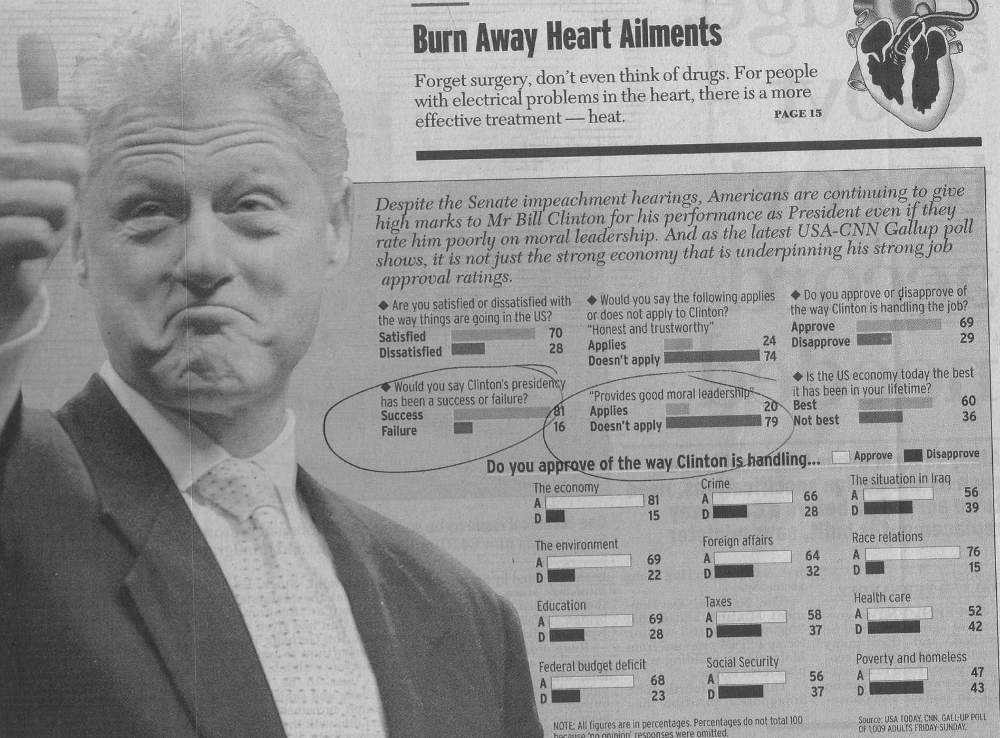 Burn Away Heart Ailments
Forget surgery, don't even think of drugs. For people
with electrical problems in the heart, there is a more
effective treatment — heat.
PAGE 15
Despite the Senate impeachment hearings, Americans are continuing to give
high marks to Mr Bill Clinton for his performance as President even if they
rate him poorly on moral leadership. And as the latest USA-CNN Gallup poll
shows, it is not just the strong economy that is underpinning his strong job
approval ratings.
◆ Are you satisfied or dissatisfied with
the way things are going in the US?
Satisfied 70
Dissatisfied 28
◆ Would you say Clinton's presidency
has been a success or failure?
Success 81
Failure 16
◆ Would you say the following applies
or does not apply to Clinton?
"Honest and trustworthy"
Applies 24
Doesn't apply 74
"Provides good moral leadership"
Applies 20
Doesn't apply 79
◆ Do you approve or disapprove of
the way Clinton is handling the job?
Approve 69
Disapprove 29
◆ Is the US economy today the best
it has been in your lifetime?
Best 60
Not best 36
Do you approve of the way Clinton is handling... Approve Disapprove
The economy
A 81
D 15
Crime
A 66
D 28
The situation in Iraq
A 56
D 39
The environment
A 69
D 22
Foreign affairs
A 64
D 32
Race relations
A 76
D 15
Education
A 69
D 28
Taxes
A 58
D 37
Health care
A 52
D 42
Federal budget deficit
A 68
D 23
Social Security
A 56
D 37
Poverty and homeless
A 47
D 43
NOTE: All figures are in percentages. Percentages do not total 100
because 'no opinion' responses were omitted.
Source: USA TODAY, CNN, GALL-UP POLL
OF 1,009 ADULTS FRIDAY-SUNDAY.